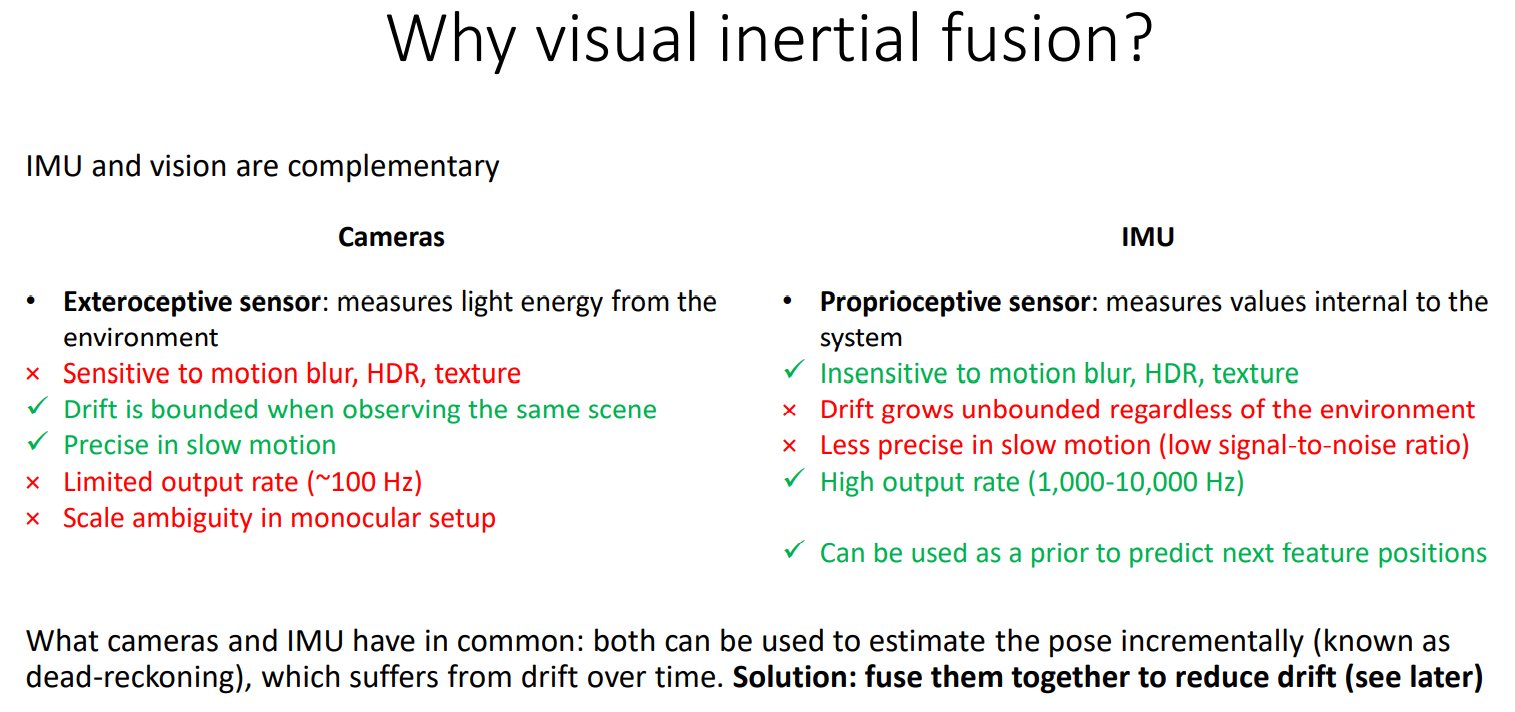 Why visual inertial fusion?
IMU and vision are complementary
Cameras
• Exteroceptive sensor: measures light energy from the
environment
× Sensitive to motion blur, HDR, texture
✓ Drift is bounded when observing the same scene
✓ Precise in slow motion
× Limited output rate (~100 Hz)
× Scale ambiguity in monocular setup
IMU
• Proprioceptive sensor: measures values internal to the
system
✓ Insensitive to motion blur, HDR, texture
× Drift grows unbounded regardless of the environment
× Less precise in slow motion (low signal-to-noise ratio)
✓ High output rate (1,000-10,000 Hz)
✓ Can be used as a prior to predict next feature positions
What cameras and IMU have in common: both can be used to estimate the pose incrementally (known as
dead-reckoning), which suffers from drift over time. Solution: fuse them together to reduce drift (see later)